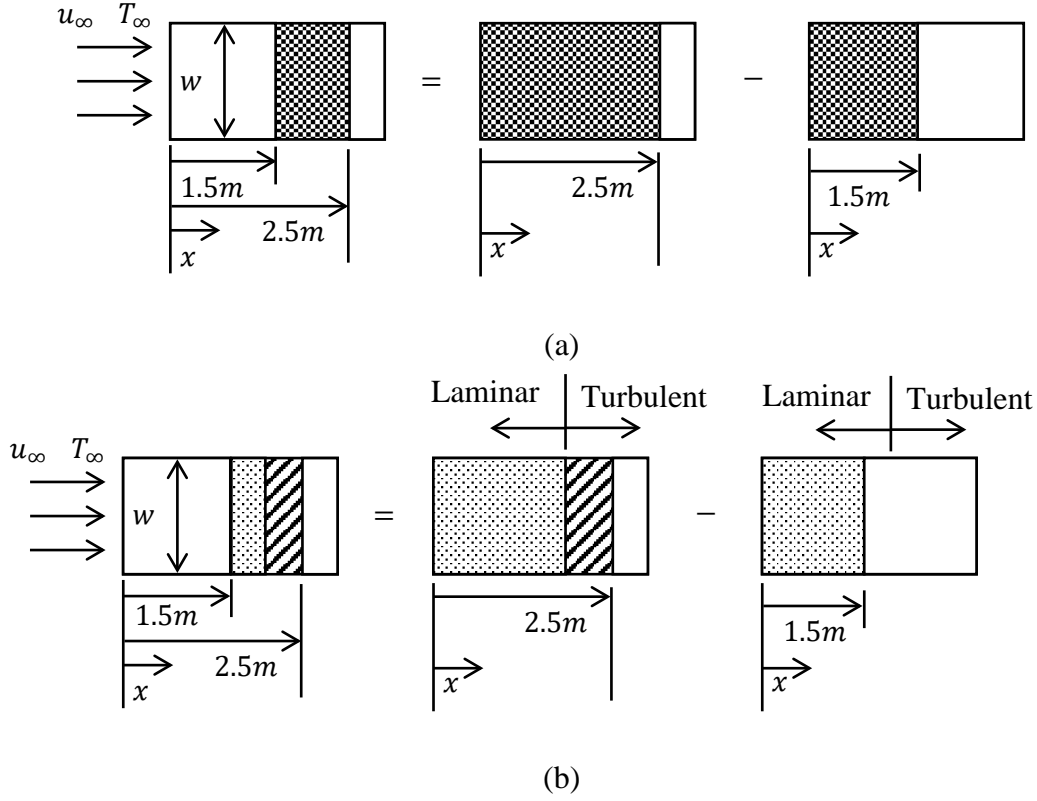 u∞ T∞
w
=
−
1.5m
2.5m
2.5m
1.5m
x
x
x
(a)
Laminar Turbulent
Laminar Turbulent
u∞ T∞
w
=
−
1.5m
2.5m
2.5m
1.5m
x
x
x
(b)